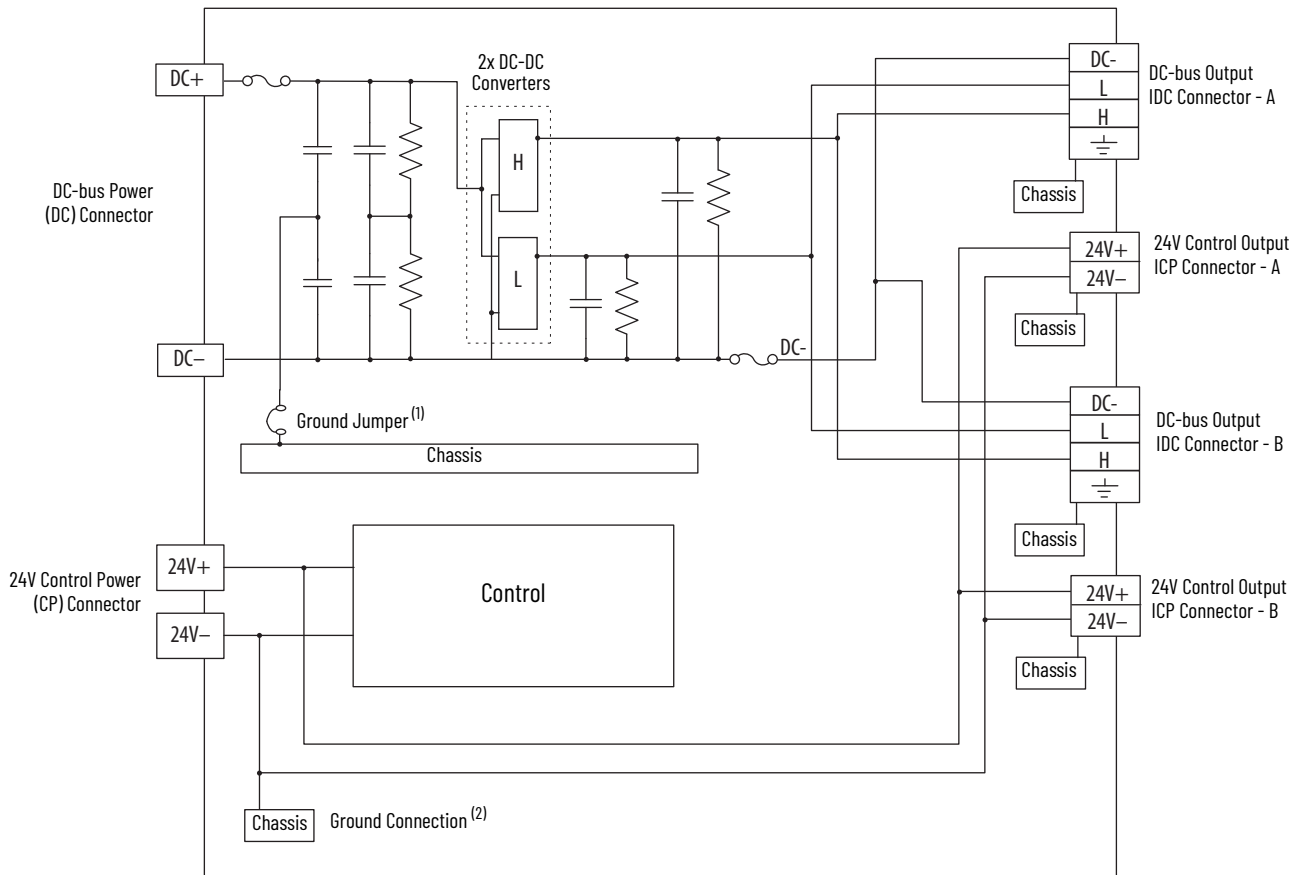 2x DC-DC
Converters
DC+
DC-bus Power
(DC) Connector
DC–
H
L
DC-
Ground Jumper (1)
Chassis
DC-
L
H
DC-bus Output
IDC Connector - A
Chassis
24V+
24V–
24V Control Output
ICP Connector - A
Chassis
DC-
L
H
DC-bus Output
IDC Connector - B
Chassis
24V+
24V–
24V Control Output
ICP Connector - B
Chassis
24V Control Power
(CP) Connector
24V+
24V–
Control
Chassis
Ground Connection (2)